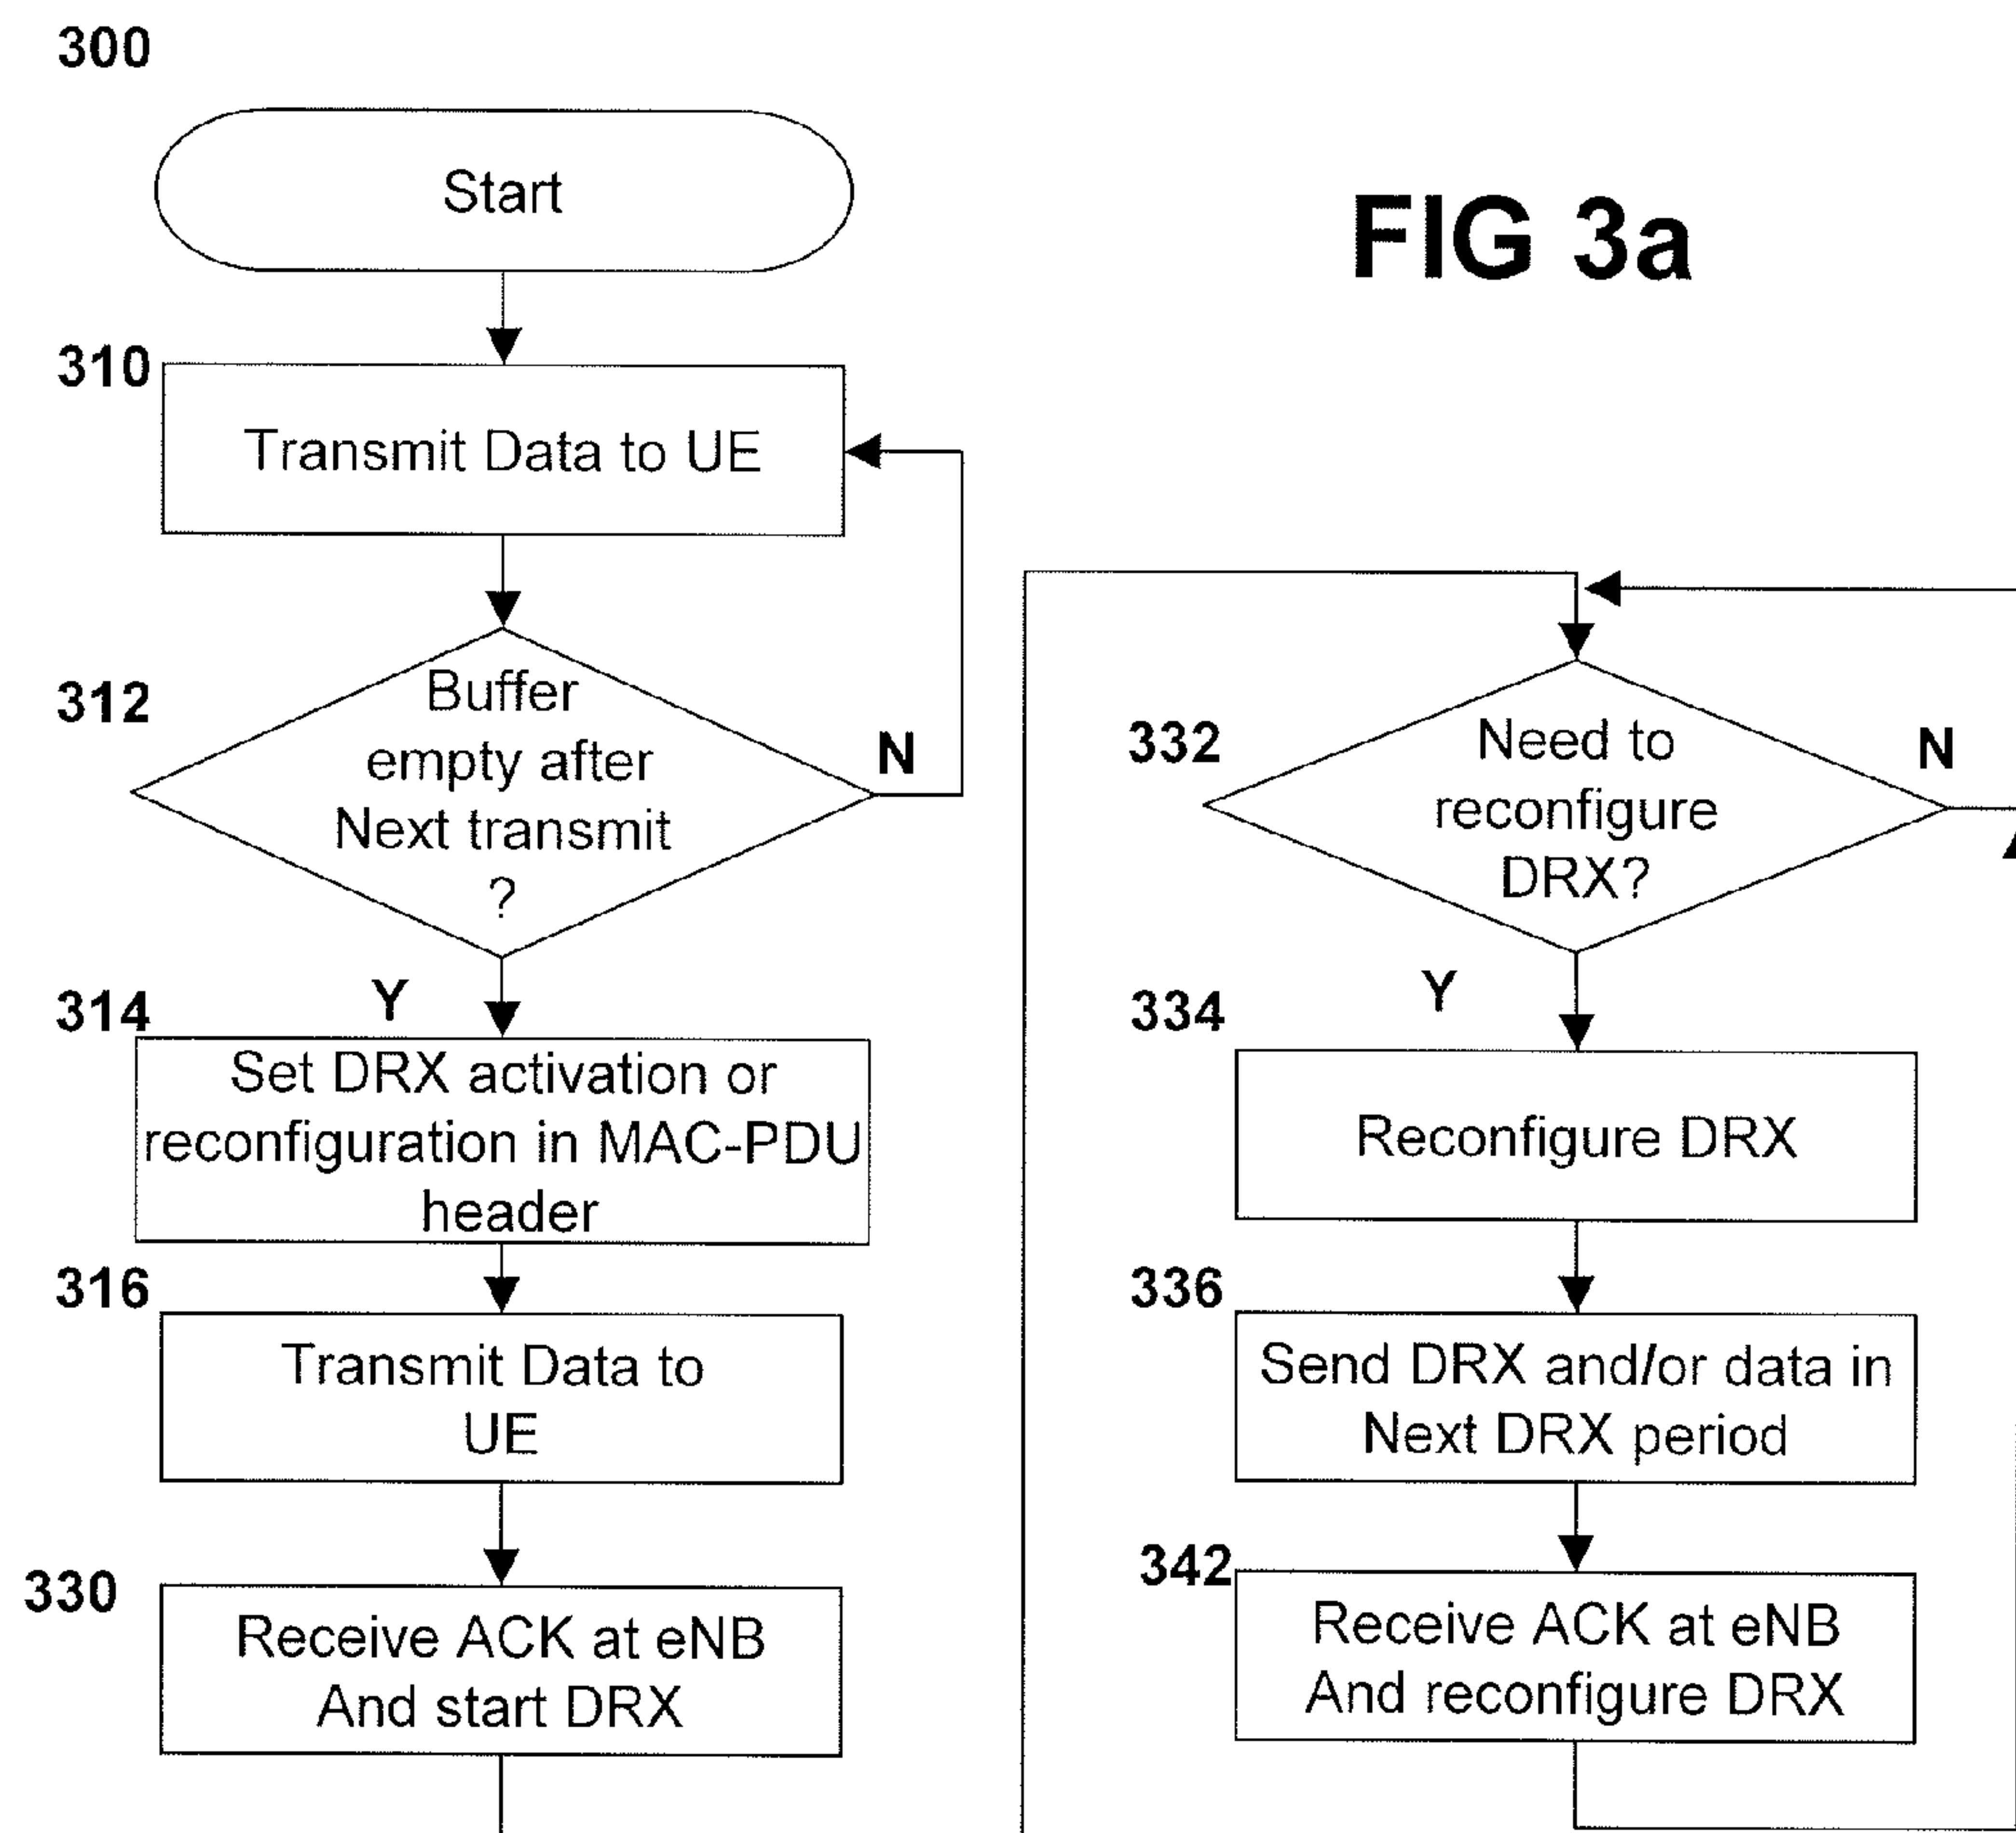 300
Start
FIG 3a
310
Transmit Data to UE
312
Buffer
empty after
Next transmit
?
N
Y
314
Set DRX activation or
reconfiguration in MAC-PDU
header
316
Transmit Data to
UE
330
Receive ACK at eNB
And start DRX
332
Need to
reconfigure
DRX?
N
Y
334
Reconfigure DRX
336
Send DRX and/or data in
Next DRX period
342
Receive ACK at eNB
And reconfigure DRX